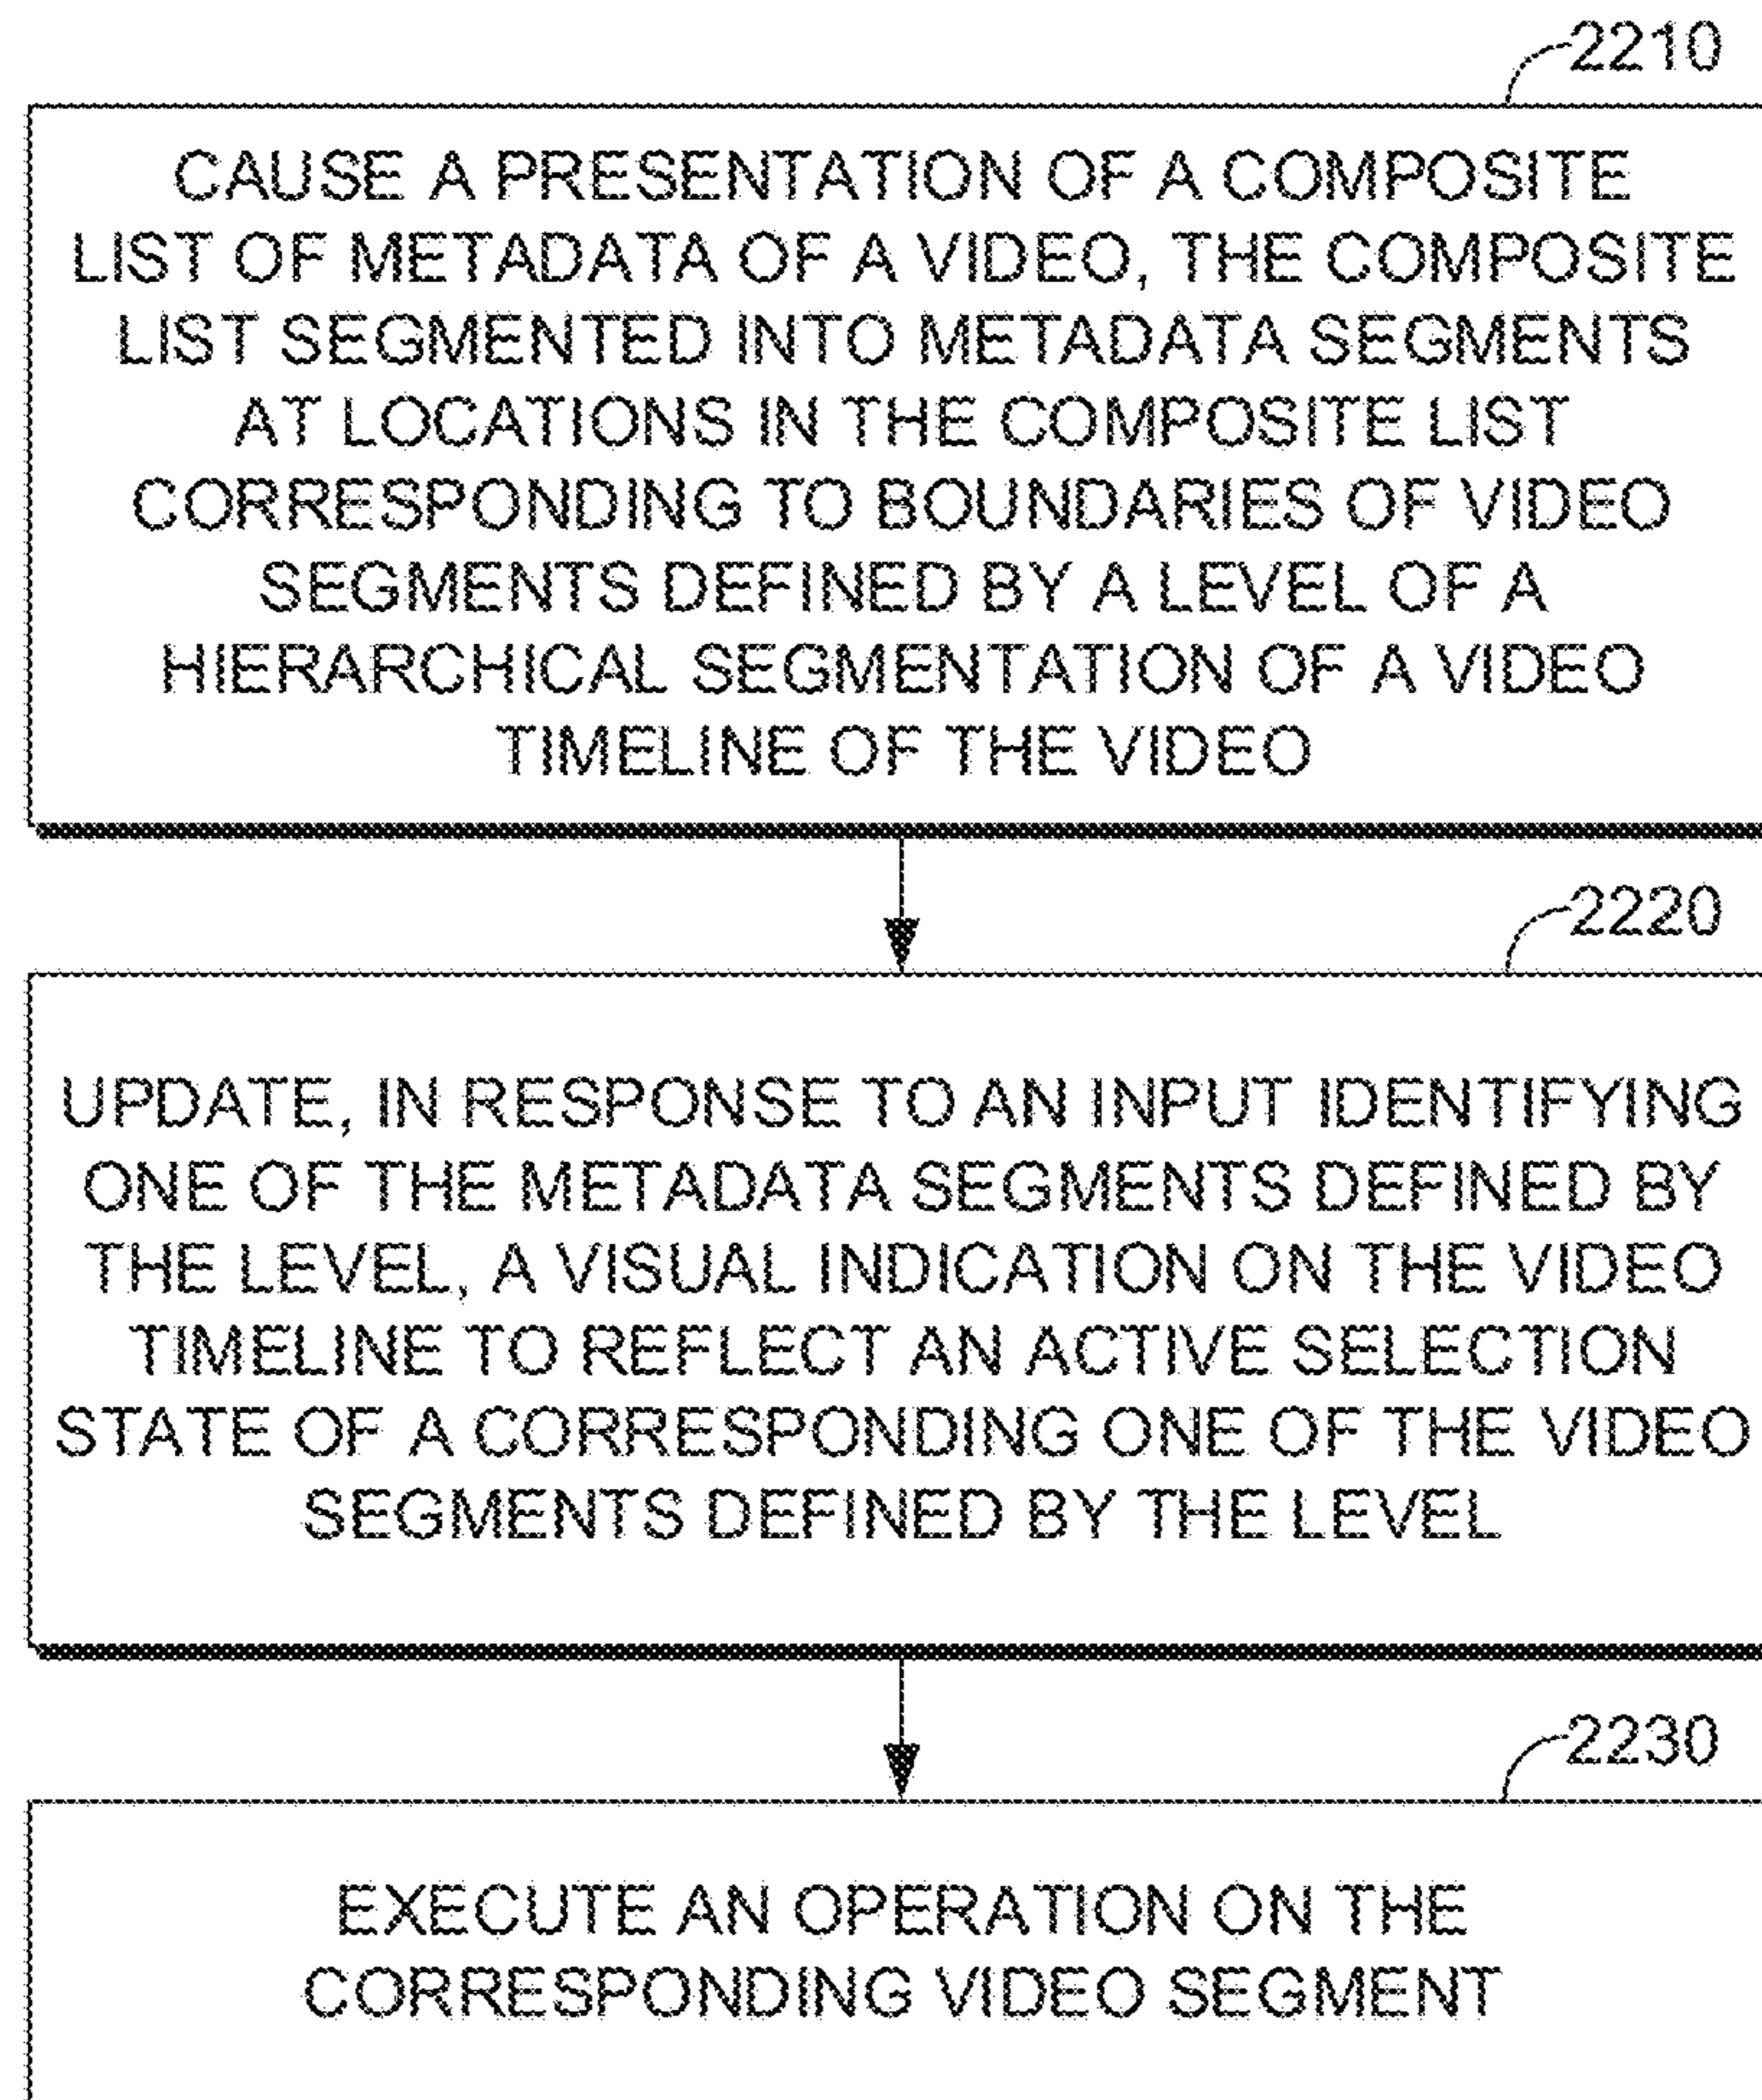 2210
CAUSE A PRESENTATION OF A COMPOSITE
LIST OF METADATA OF A VIDEO, THE COMPOSITE
LIST SEGMENTED INTO METADATA SEGMENTS
AT LOCATIONS IN THE COMPOSITE LIST
CORRESPONDING TO BOUNDARIES OF VIDEO
SEGMENTS DEFINED BY A LEVEL OF A
HIERARCHICAL SEGMENTATION OF A VIDEO
TIMELINE OF THE VIDEO
2220
UPDATE, IN RESPONSE TO AN INPUT IDENTIFYING
ONE OF THE METADATA SEGMENTS DEFINED BY
THE LEVEL, A VISUAL INDICATION ON THE VIDEO
TIMELINE TO REFLECT AN ACTIVE SELECTION
STATE OF A CORRESPONDING ONE OF THE VIDEO
SEGMENTS DEFINED BY THE LEVEL
2230
EXECUTE AN OPERATION ON THE
CORRESPONDING VIDEO SEGMENT